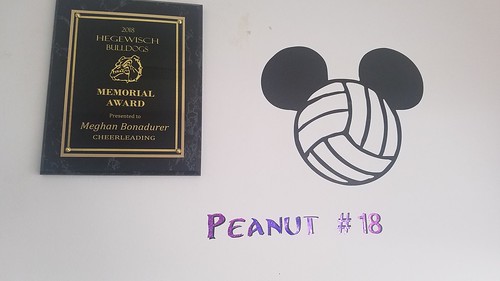 2018
HEGEWISCH
BULLDOGS
MEMORIAL
AWARD
Presented to
Meghan Bonadurer
CHEERLEADING
PEANUT #18